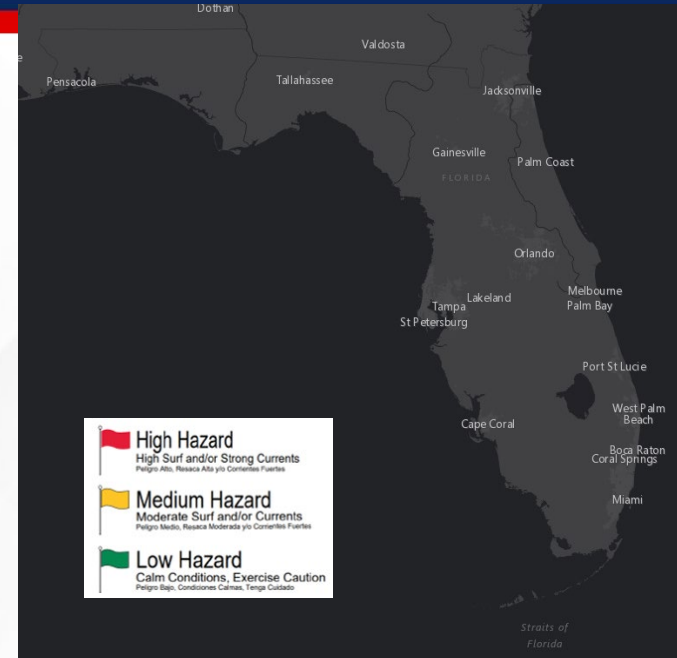 Dothan
Valdosta
e
Pensacola
Tallahassee
Jacksonville
Gainesville
Palm Coast
FLORIDA
Orlando
Melbourne
Lakeland
Palm Bay
Tampa
St Petersburg
Port St Lucie
West Palm
Beach
Cape Coral
Boca Raton
Coral Springs
Miami
High Hazard
High Surf and/or Strong Currents
Peligro Alto, Resaca Alta y/o Corrientes Fuertes
Medium Hazard
Moderate Surf and/or Currents
Peligro Medio, Resaca Moderada y/o Corrientes Fuertes
Low Hazard
Calm Conditions, Exercise Caution
Peligro Bajo, Condiciones Calmas, Tenga Cuidado
Straits of
Florida